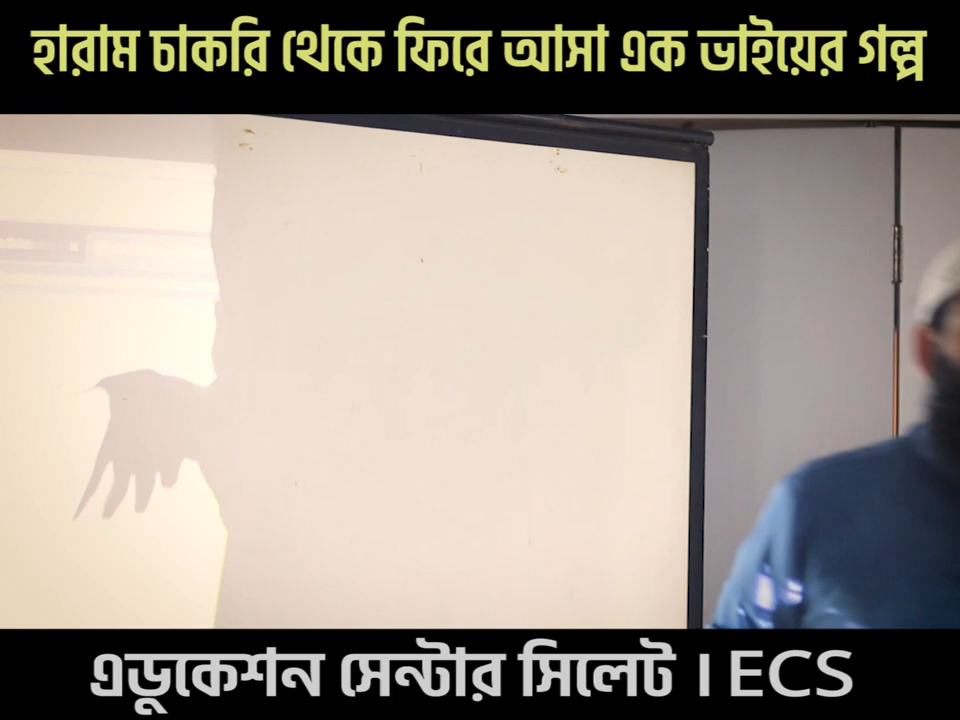 হারাম চাকরি থেকে ফিরে আসা এক ভাইয়ের গল্প
এডুকেশন সেন্টার সিলেট । ECS